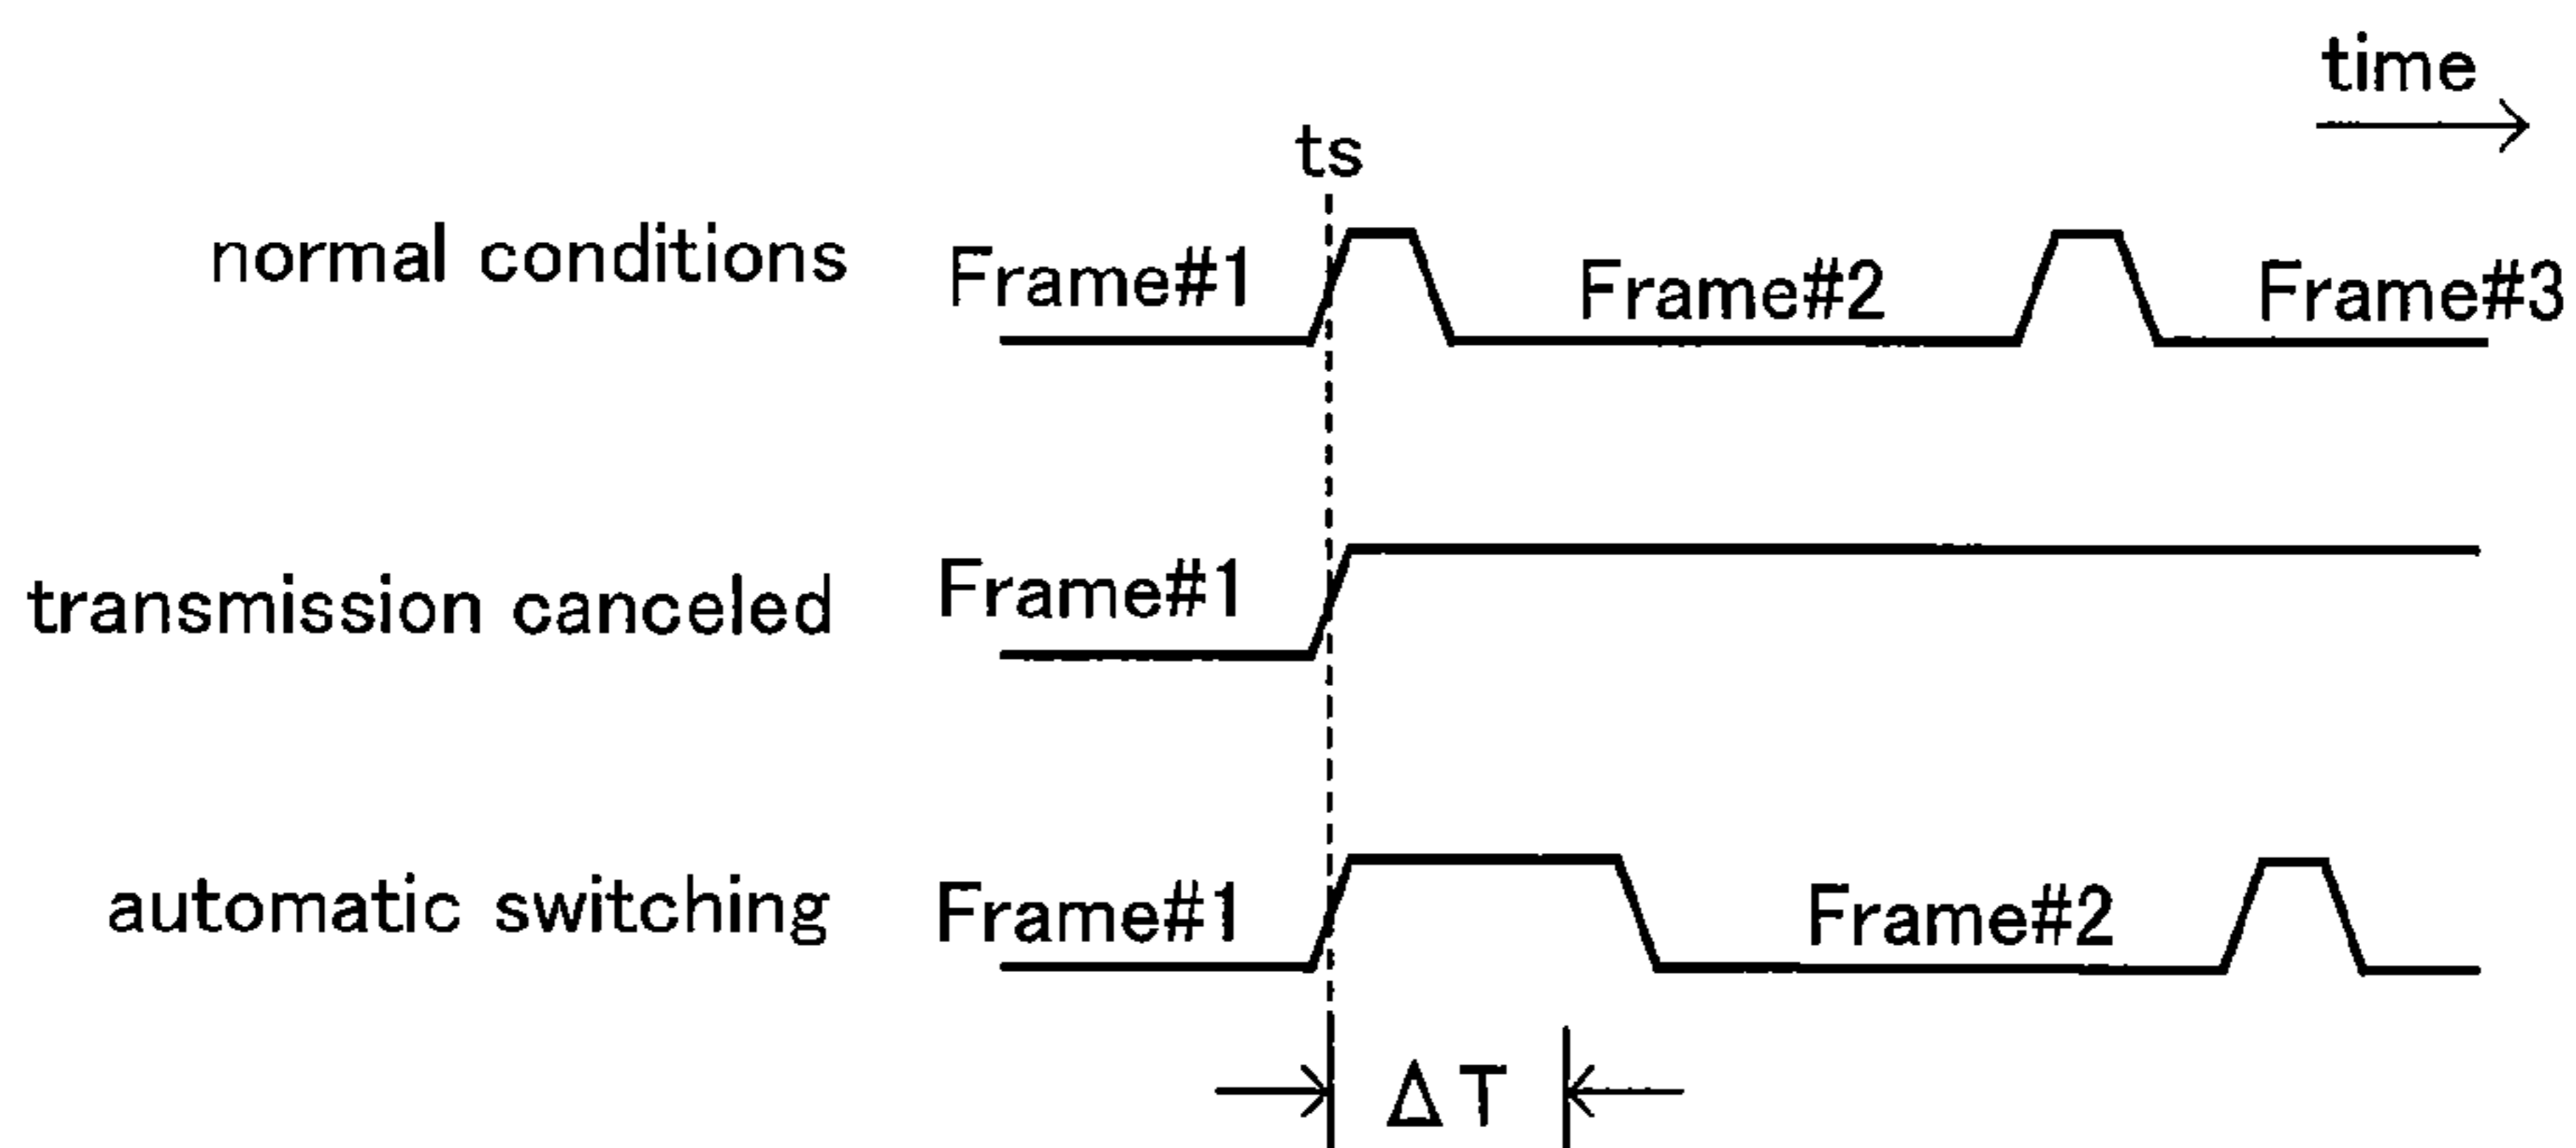 time
ts
normal conditions Frame#1 Frame#2 Frame#3
transmission canceled Frame#1
automatic switching Frame#1 Frame#2
ΔT